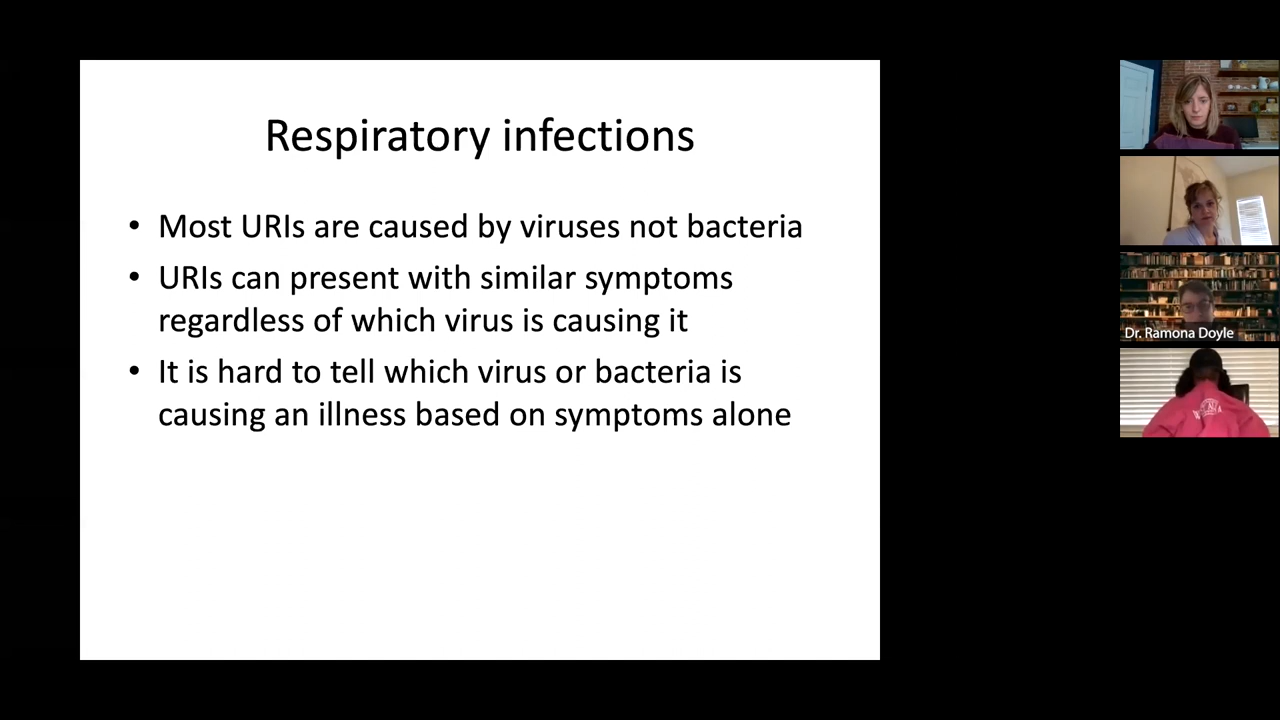 Respiratory infections
• Most URIs are caused by viruses not bacteria
• URIs can present with similar symptoms
regardless of which virus is causing it
• It is hard to tell which virus or bacteria is
causing an illness based on symptoms alone
Dr. Ramona Doyle